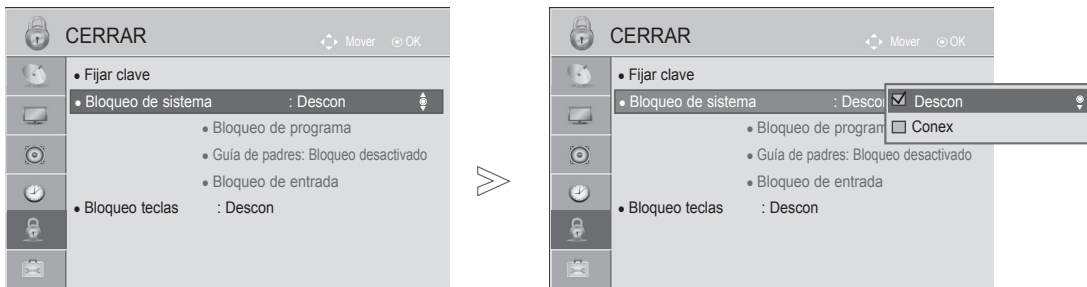 CERRAR
Mover OK
• Fijar clave
• Bloqueo de sistema : Descon
• Bloqueo de programa
• Guía de padres: Bloqueo desactivado
• Bloqueo de entrada
• Bloqueo teclas : Descon
CERRAR
Mover OK
• Fijar clave
• Bloqueo de sistema : Desco
Descon
Conex
• Bloqueo de program
• Guía de padres: Bloqueo desactivado
• Bloqueo de entrada
• Bloqueo teclas : Descon